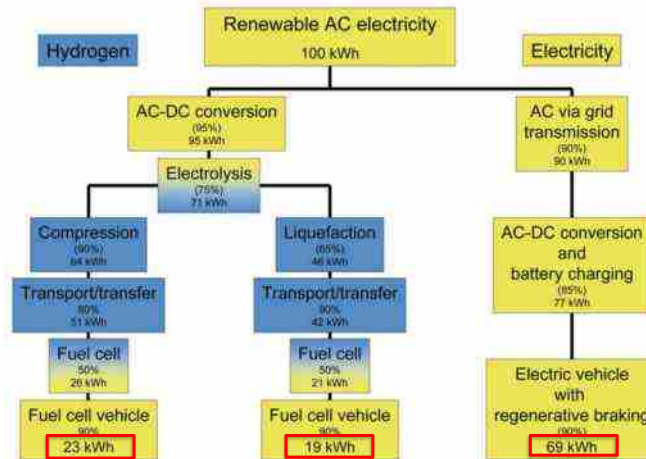 Renewable AC electricity
100 kWh
Hydrogen
Electricity
AC-DC conversion
(95%)
95 kWh
Electrolysis
(75%)
71 kWh
Compression
(90%)
64 kWh
Transport/transfer
80%
51 kWh
Fuel cell
50%
26 kWh
Fuel cell vehicle
90%
23 kWh
Liquefaction
(65%)
46 kWh
Transport/transfer
90%
42 kWh
Fuel cell
50%
21 kWh
Fuel cell vehicle
90%
19 kWh
AC via grid
transmission
(90%)
90 kWh
AC-DC conversion
and
battery charging
(85%)
77 kWh
Electric vehicle
with
regenerative braking
(90%)
69 kWh